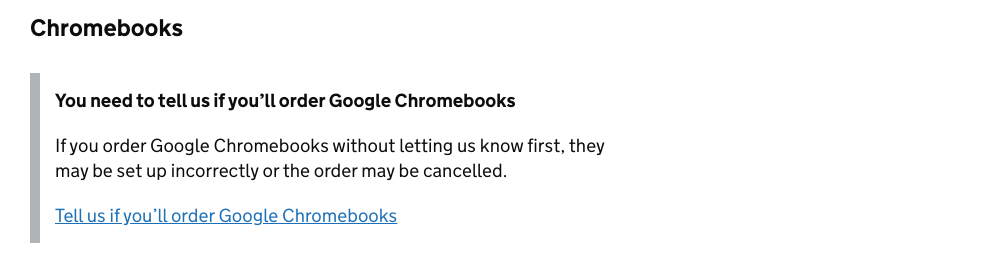 Chromebooks
You need to tell us if you’ll order Google Chromebooks
If you order Google Chromebooks without letting us know first, they
may be set up incorrectly or the order may be cancelled.
Tell us if you’ll order Google Chromebooks